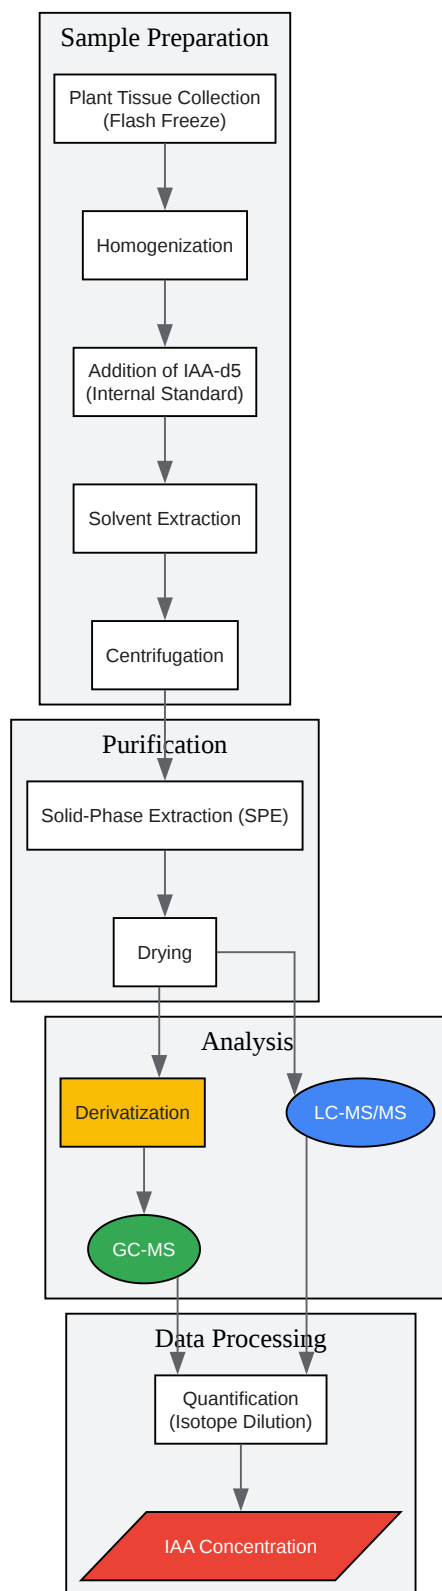 Sample Preparation
Plant Tissue Collection
(Flash Freeze)
Homogenization
Addition of IAA-d5
(Internal Standard)
Solvent Extraction
Centrifugation
Purification
Solid-Phase Extraction (SPE)
Drying
Analysis
Derivatization
LC-MS/MS
GC-MS
Data Processing
Quantification
(Isotope Dilution)
IAA Concentration